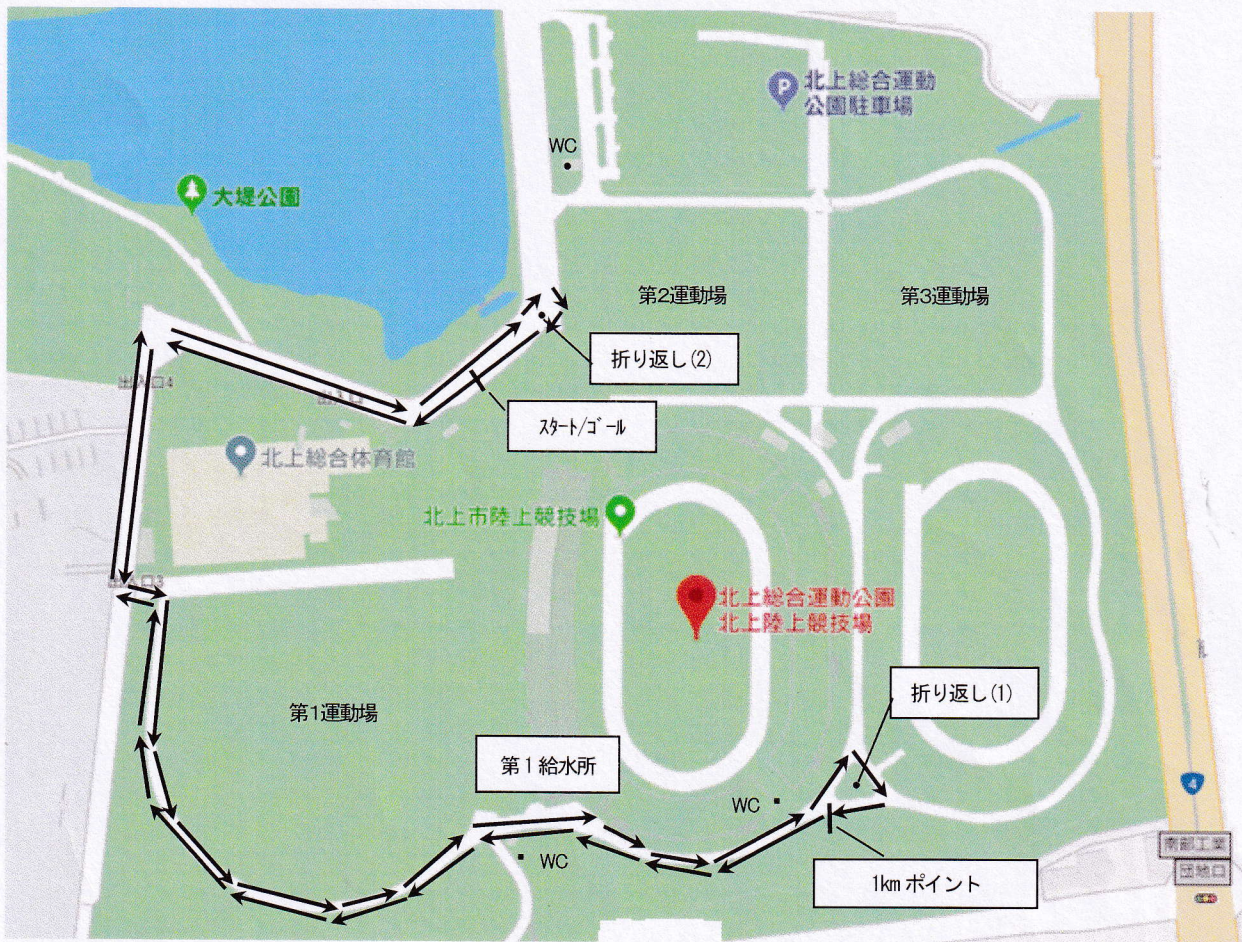 北上総合運動
公園駐車場
WC
大堤公園
第2運動場
第3運動場
折り返し(2)
出入口4
出入口
スタート/ゴール
北上総合体育館
北上市陸上競技場
出入口3
北上総合運動公園
北上陸上競技場
折り返し(1)
第1運動場
第1給水所
4
WC
WC
南部工業
団地口
1kmポイント